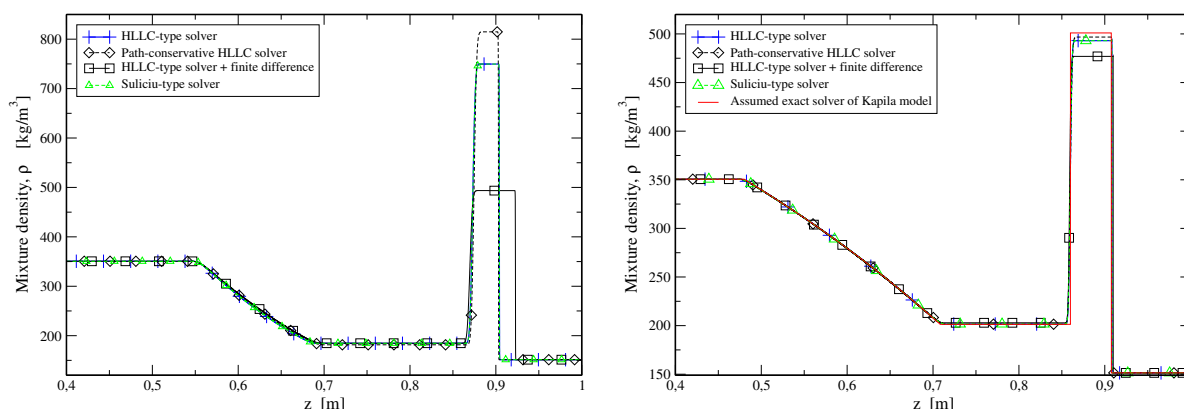 HLLC-type solver
Path-conservative HLLC solver
HLLC-type solver + finite difference
Suliciu-type solver
Mixture density, ρ [kg/m³]
800
700
600
500
400
300
200
0,4 0,5 0,6 0,7 0,8 0,9 1
z [m]
HLLC-type solver
Path-conservative HLLC solver
HLLC-type solver + finite difference
Suliciu-type solver
Assumed exact solver of Kapila model
Mixture density, ρ [kg/m³]
500
450
400
350
300
250
200
150
0,4 0,5 0,6 0,7 0,8 0,9
z [m]